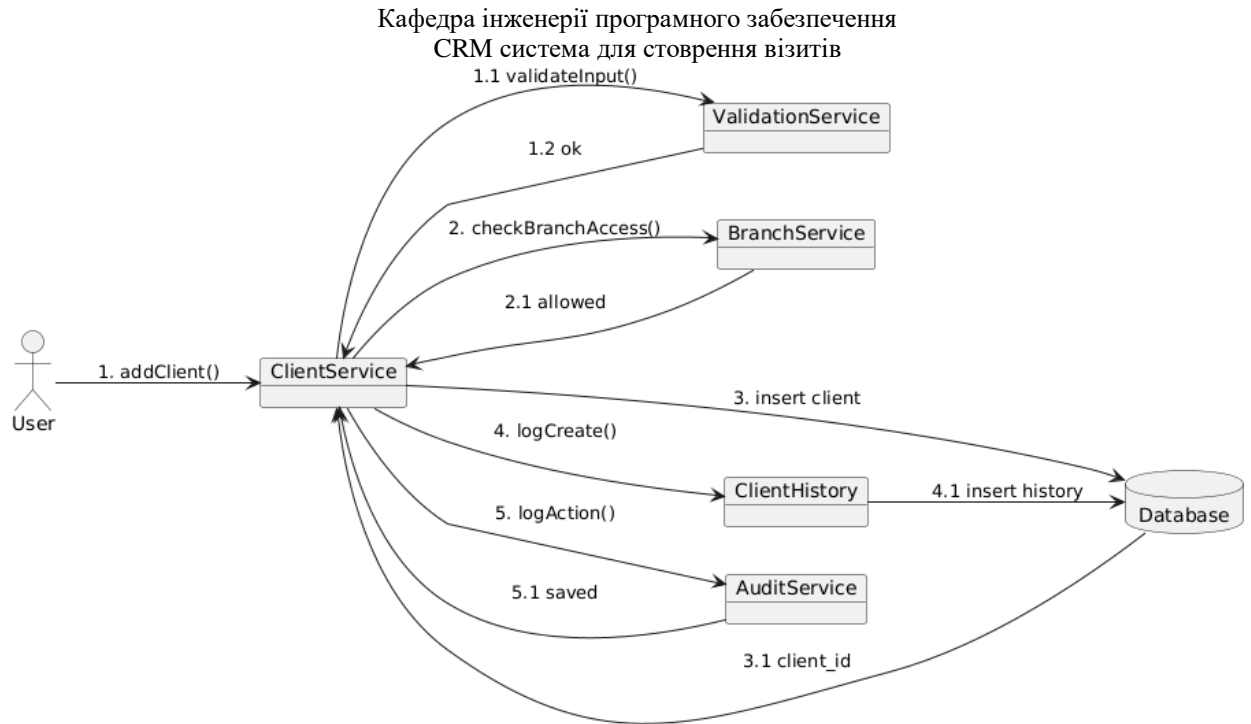 Кафедра інженерії програмного забезпечення
CRM система для стоврення візитів
1.1 validateInput()
ValidationService
1.2 ok
2. checkBranchAccess()
BranchService
2.1 allowed
1. addClient()
ClientService
User
3. insert client
4. logCreate()
ClientHistory
4.1 insert history
Database
5. logAction()
AuditService
5.1 saved
3.1 client_id